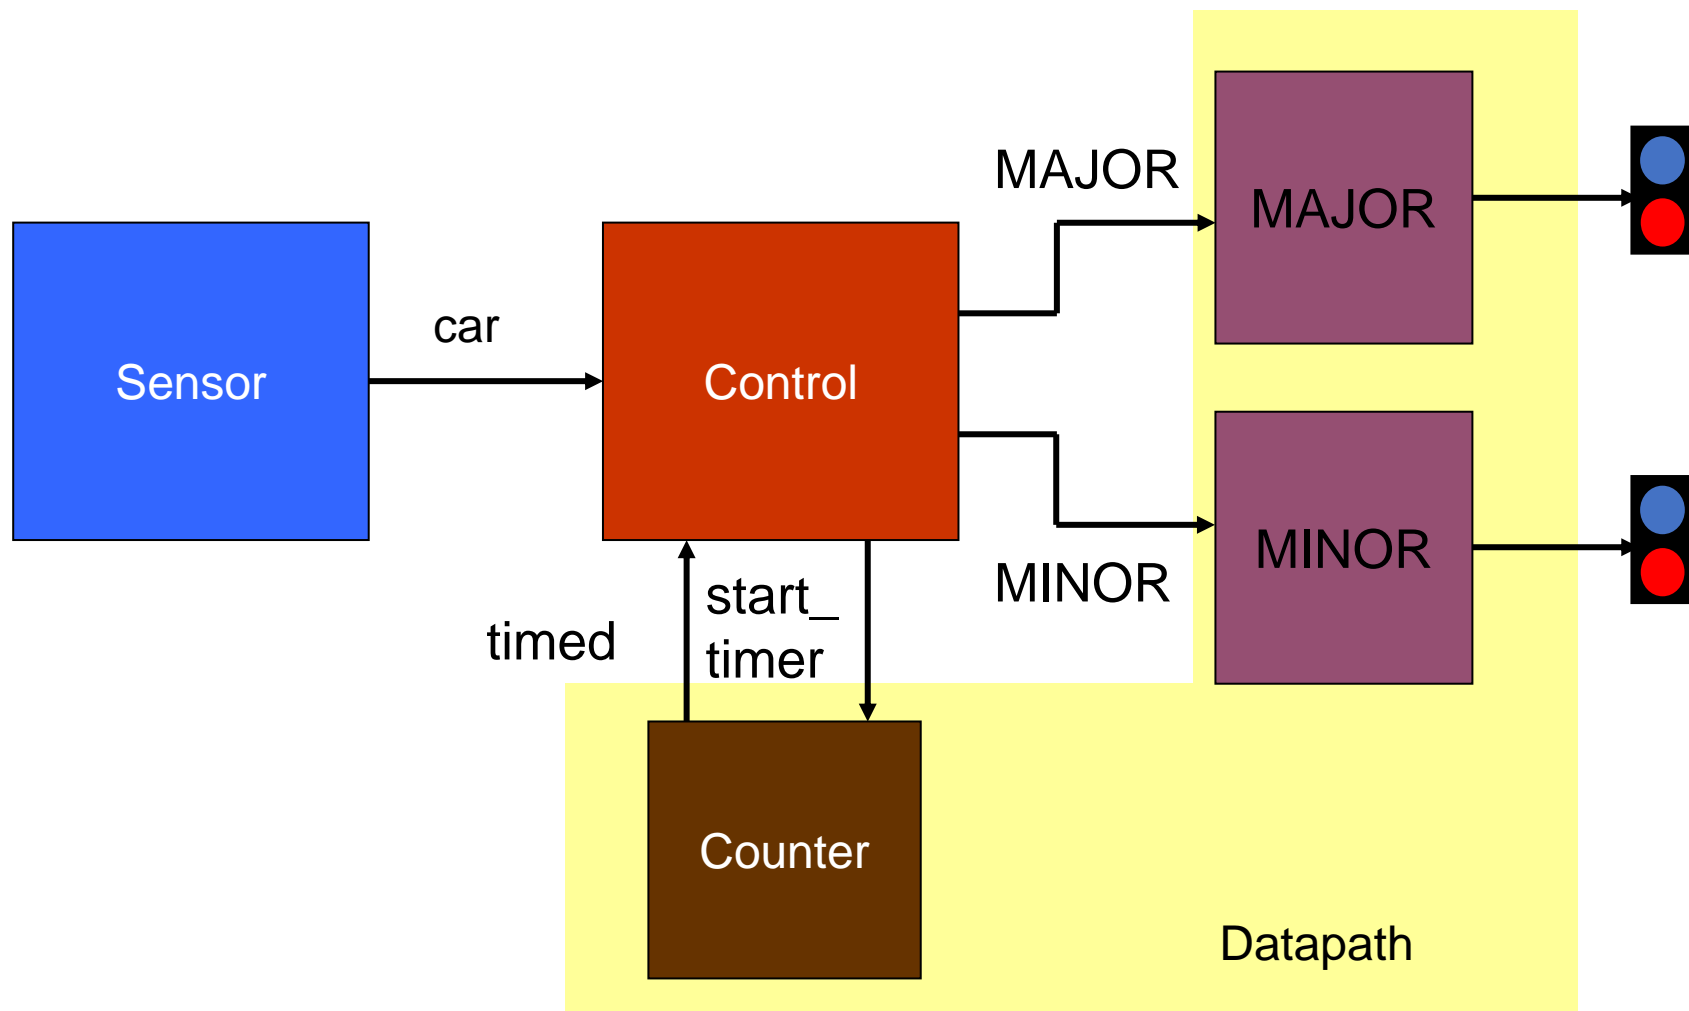 MAJOR
MAJOR
car
Sensor
Control
MINOR
MINOR
start_
timer
timed
Counter
Datapath